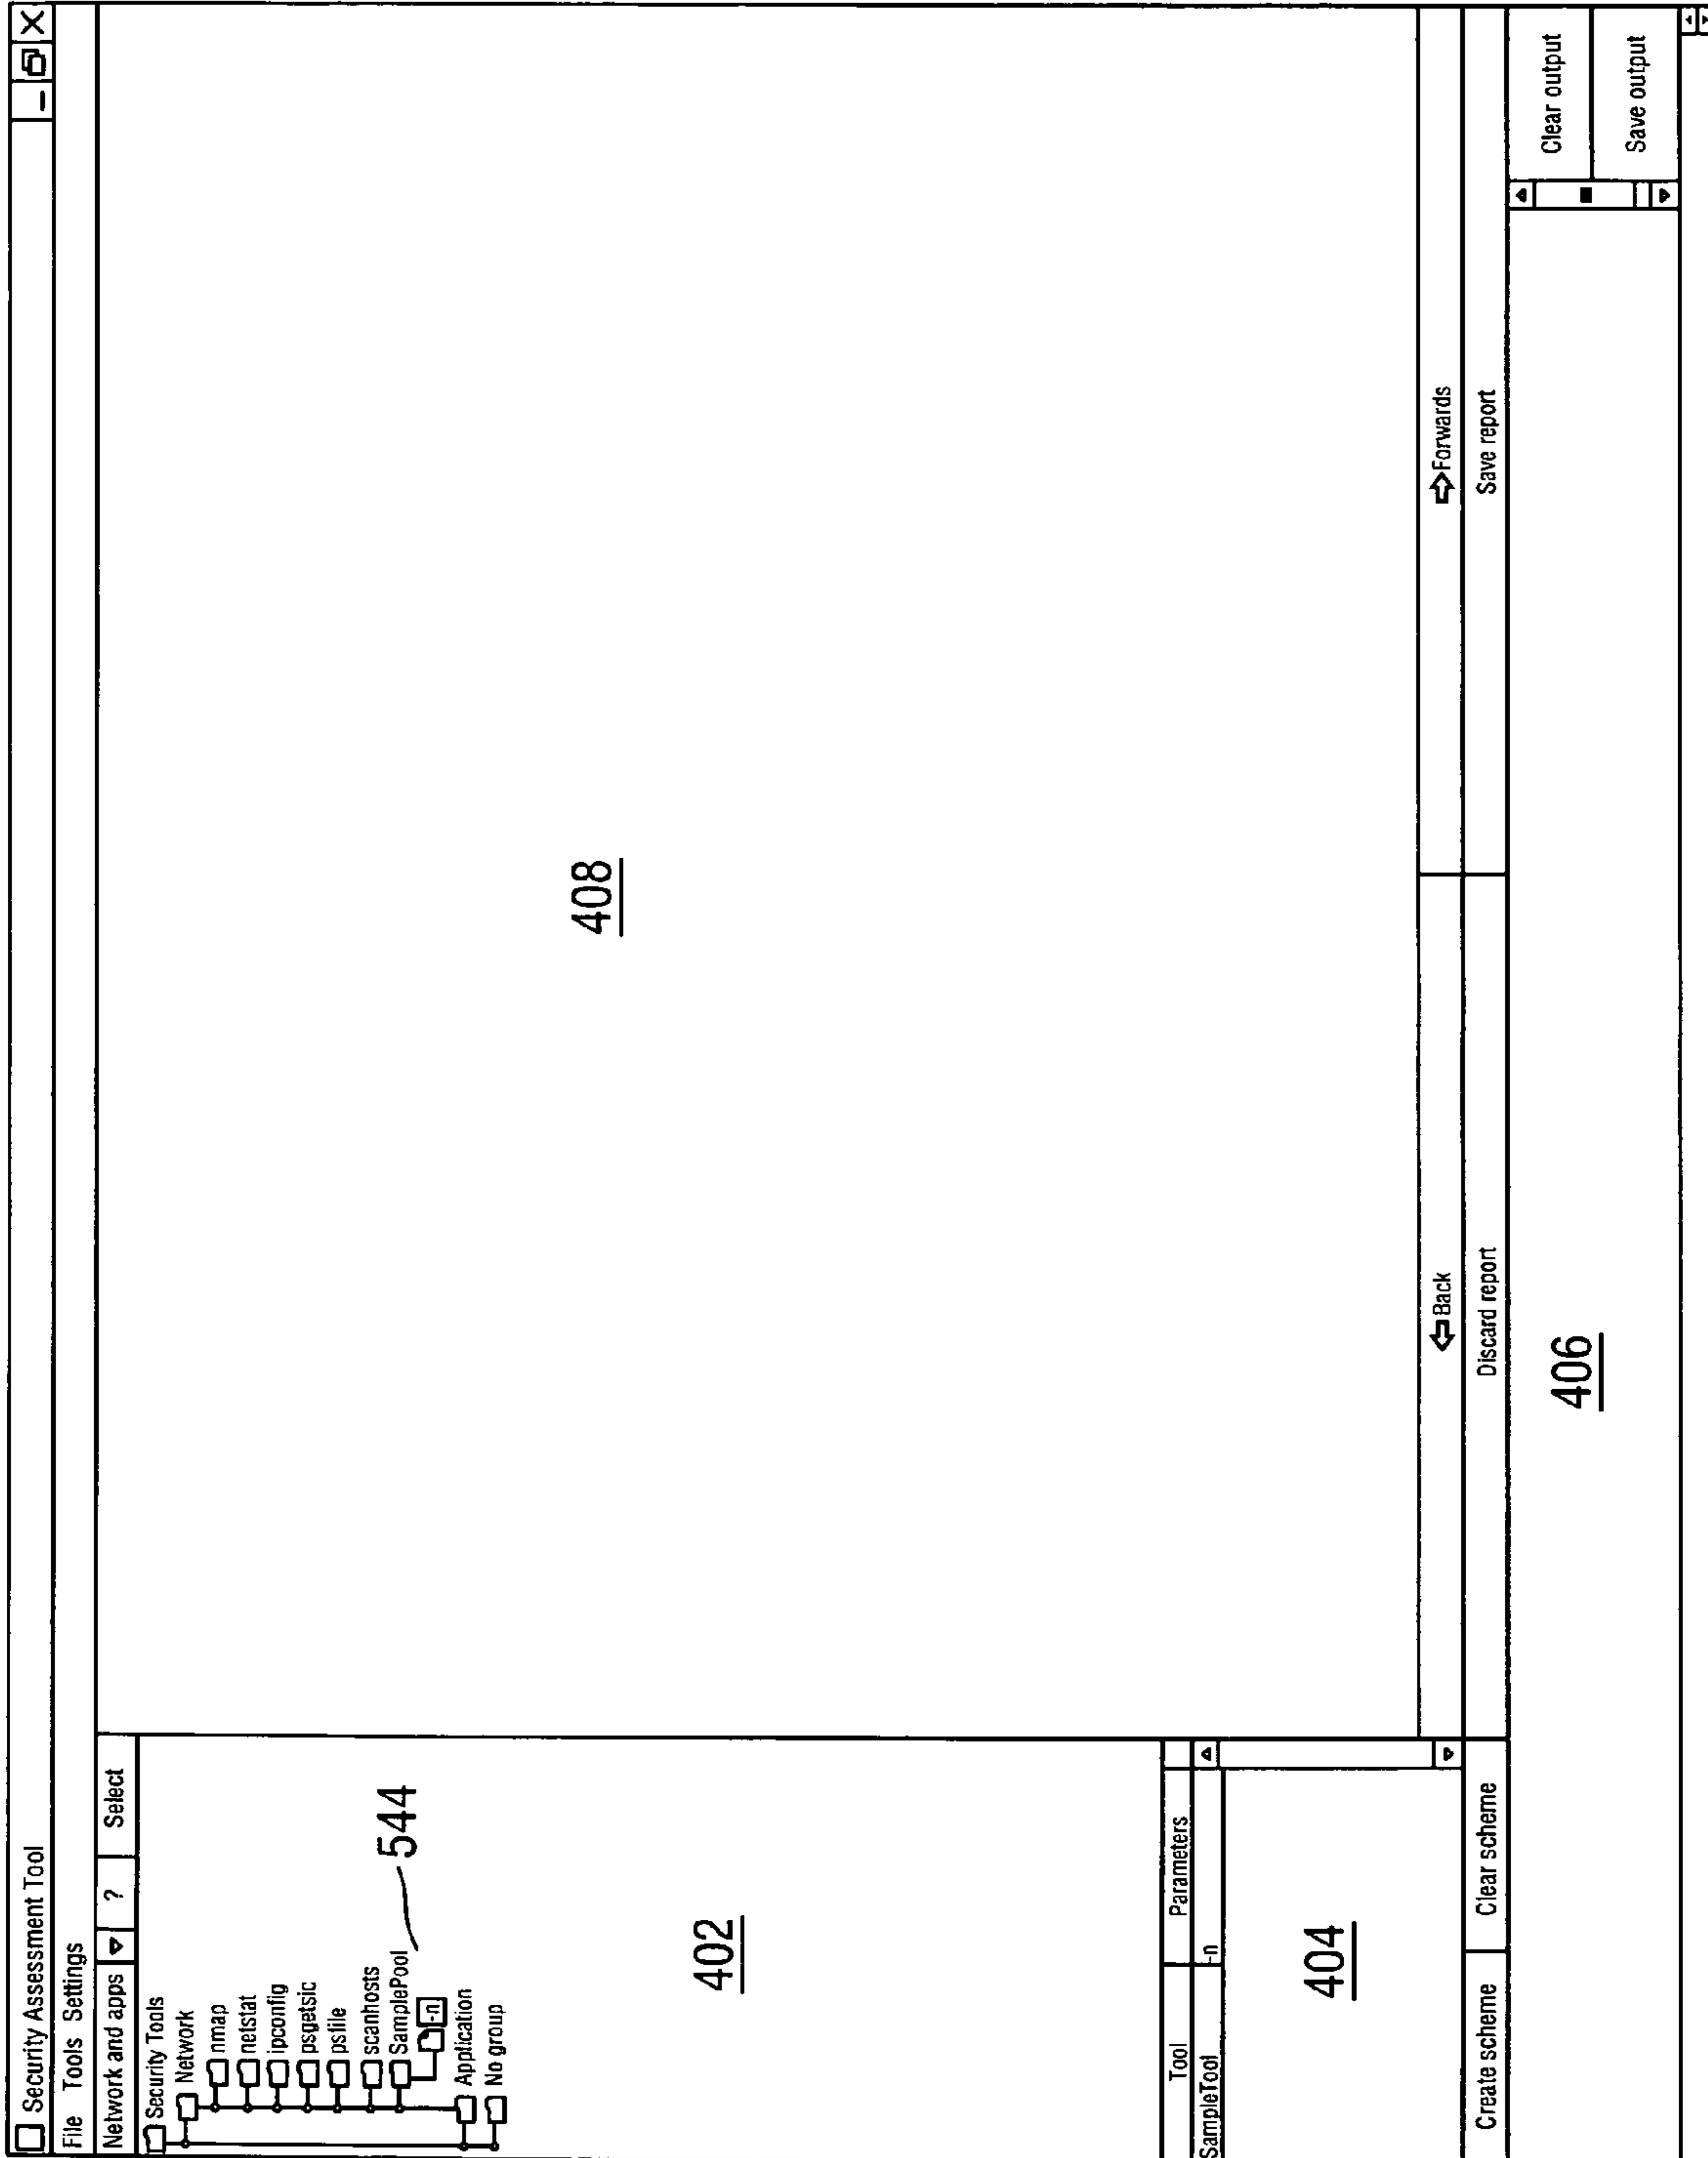 Security Assessment Tool
File Tools Settings
Network and apps ? Select
Security Tools
Network
nmap
netstat
ipconfig
psgetsic
psfile
scanhosts
SamplePool
-n
Application
No group
544
402
408
Tool Parameters
SampleTool -n
404
Back Forwards
Create scheme Clear scheme Discard report Save report
406
Clear output
Save output